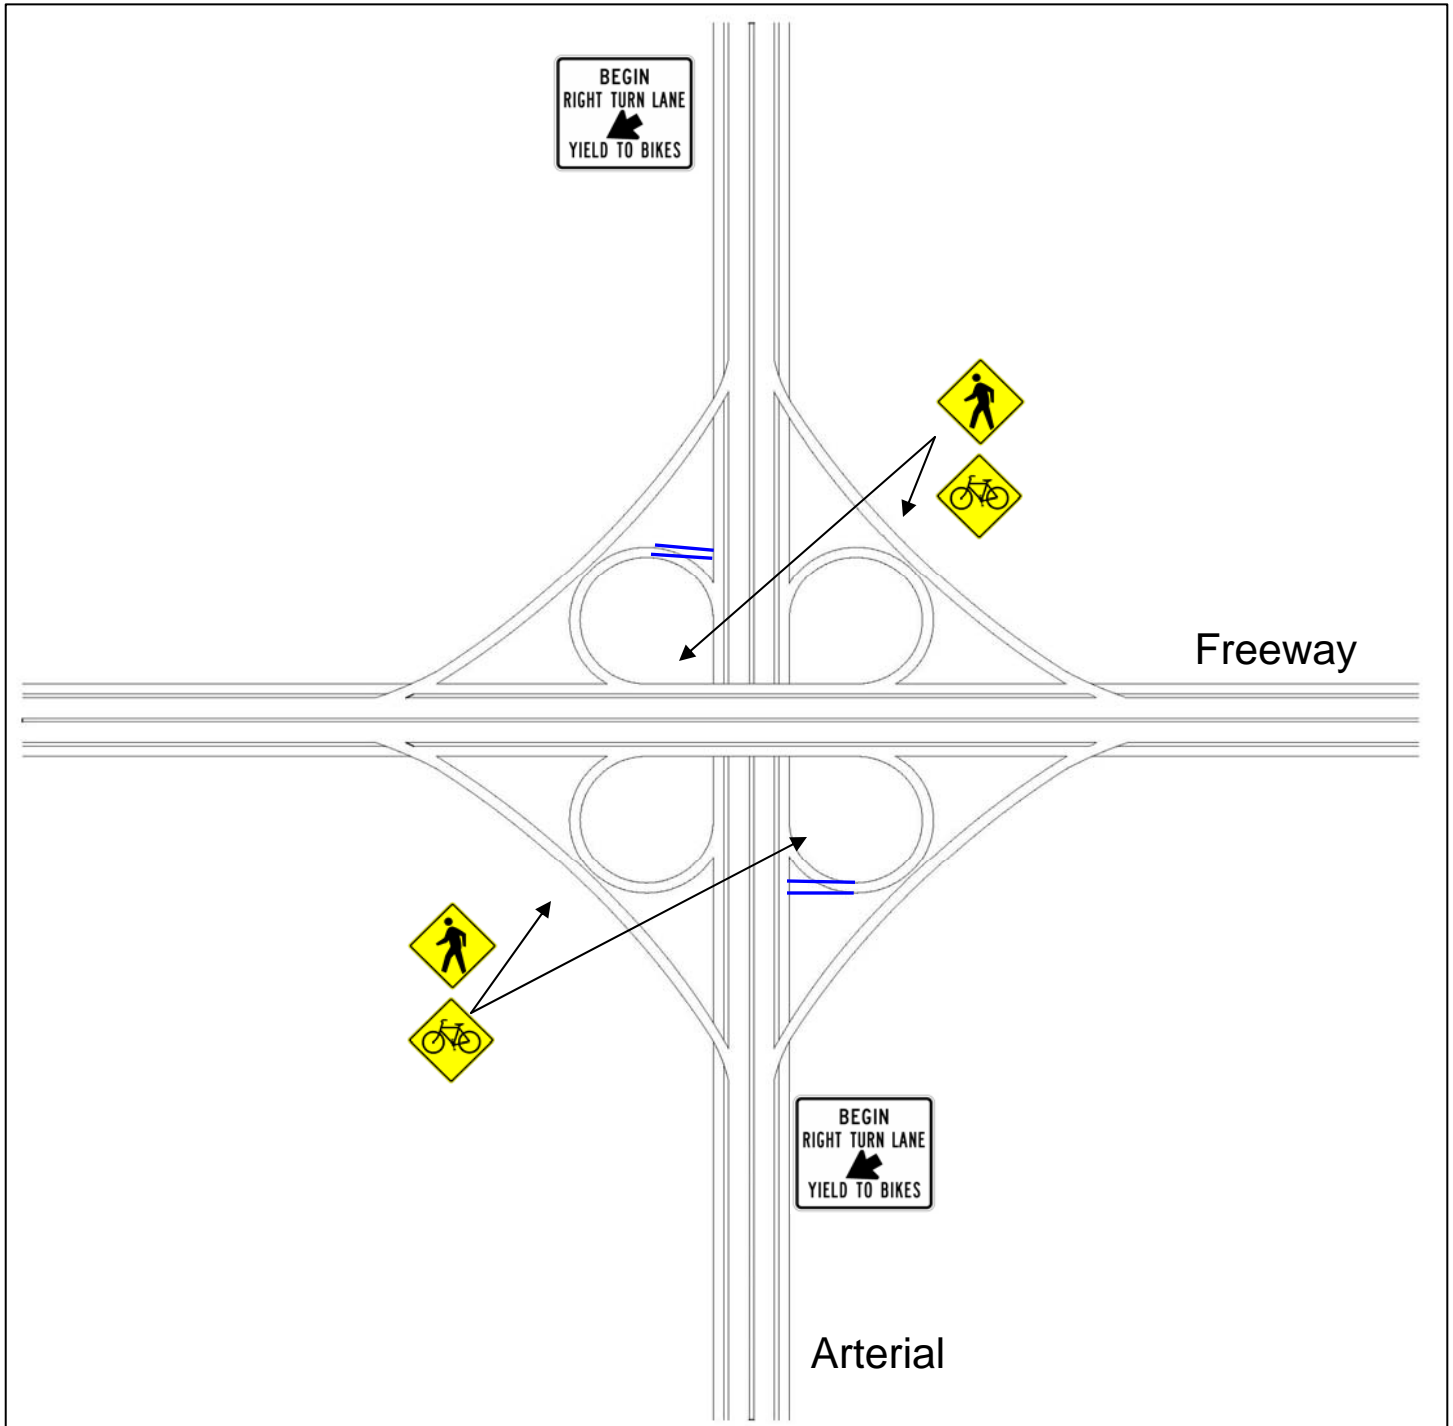 BEGIN
RIGHT TURN LANE
YIELD TO BIKES
Freeway
BEGIN
RIGHT TURN LANE
YIELD TO BIKES
Arterial